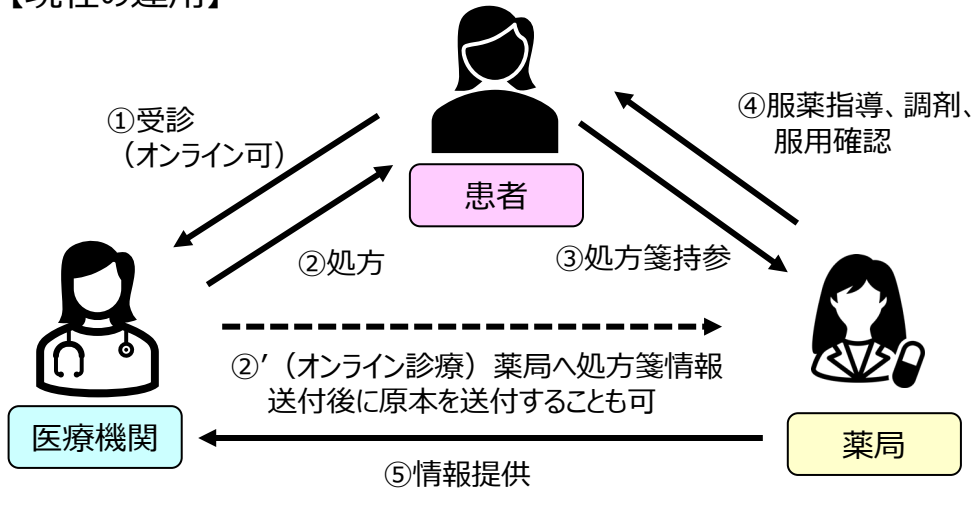 【現在の運用】
①受診
（オンライン可）
④服薬指導、調剤、
服用確認
患者
②処方
③処方箋持参
②′（オンライン診療）薬局へ処方箋情報
送付後に原本を送付することも可
医療機関
薬局
⑤情報提供